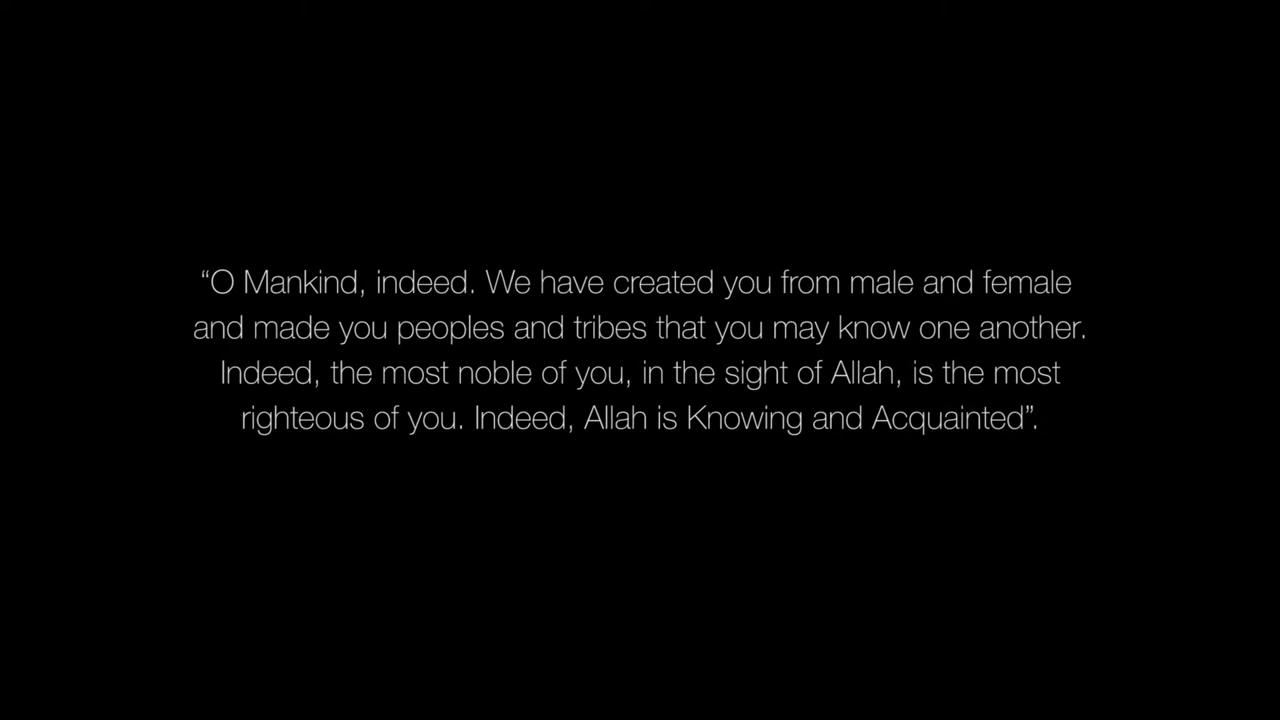 “O Mankind, indeed. We have created you from male and female
and made you peoples and tribes that you may know one another.
Indeed, the most noble of you, in the sight of Allah, is the most
righteous of you. Indeed, Allah is Knowing and Acquainted”.